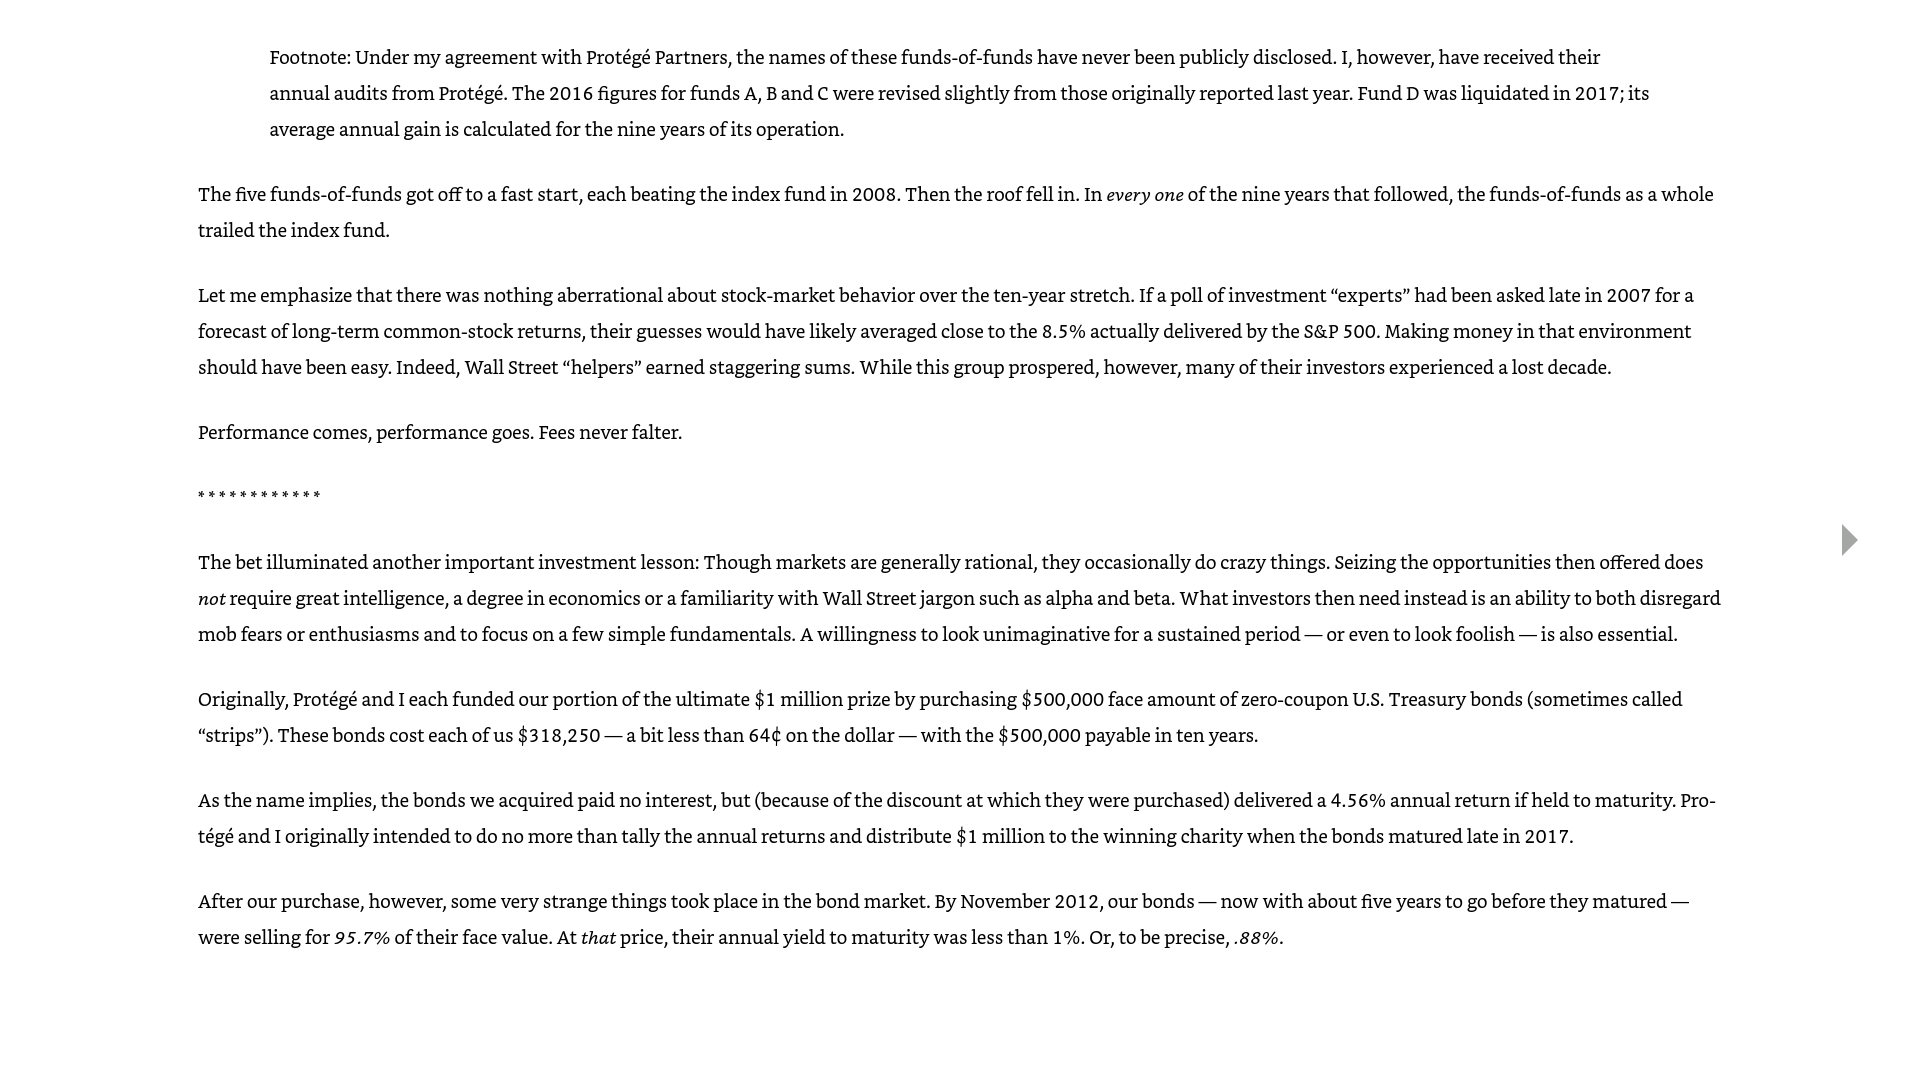 Footnote: Under my agreement with Protégé Partners, the names of these funds-of-funds have never been publicly disclosed. I, however, have received their
annual audits from Protégé. The 2016 figures for funds A, B and C were revised slightly from those originally reported last year. Fund D was liquidated in 2017; its
average annual gain is calculated for the nine years of its operation.
The five funds-of-funds got off to a fast start, each beating the index fund in 2008. Then the roof fell in. In every one of the nine years that followed, the funds-of-funds as a whole
trailed the index fund.
Let me emphasize that there was nothing aberrational about stock-market behavior over the ten-year stretch. If a poll of investment “experts” had been asked late in 2007 for a
forecast of long-term common-stock returns, their guesses would have likely averaged close to the 8.5% actually delivered by the S&P 500. Making money in that environment
should have been easy. Indeed, Wall Street “helpers” earned staggering sums. While this group prospered, however, many of their investors experienced a lost decade.
Performance comes, performance goes. Fees never falter.
* * * * * * * * * * * *
The bet illuminated another important investment lesson: Though markets are generally rational, they occasionally do crazy things. Seizing the opportunities then offered does
not require great intelligence, a degree in economics or a familiarity with Wall Street jargon such as alpha and beta. What investors then need instead is an ability to both disregard
mob fears or enthusiasms and to focus on a few simple fundamentals. A willingness to look unimaginative for a sustained period — or even to look foolish — is also essential.
Originally, Protégé and I each funded our portion of the ultimate $1 million prize by purchasing $500,000 face amount of zero-coupon U.S. Treasury bonds (sometimes called
“strips”). These bonds cost each of us $318,250 — a bit less than 64¢ on the dollar — with the $500,000 payable in ten years.
As the name implies, the bonds we acquired paid no interest, but (because of the discount at which they were purchased) delivered a 4.56% annual return if held to maturity. Pro-
tégé and I originally intended to do no more than tally the annual returns and distribute $1 million to the winning charity when the bonds matured late in 2017.
After our purchase, however, some very strange things took place in the bond market. By November 2012, our bonds — now with about five years to go before they matured —
were selling for 95.7% of their face value. At that price, their annual yield to maturity was less than 1%. Or, to be precise, .88%.